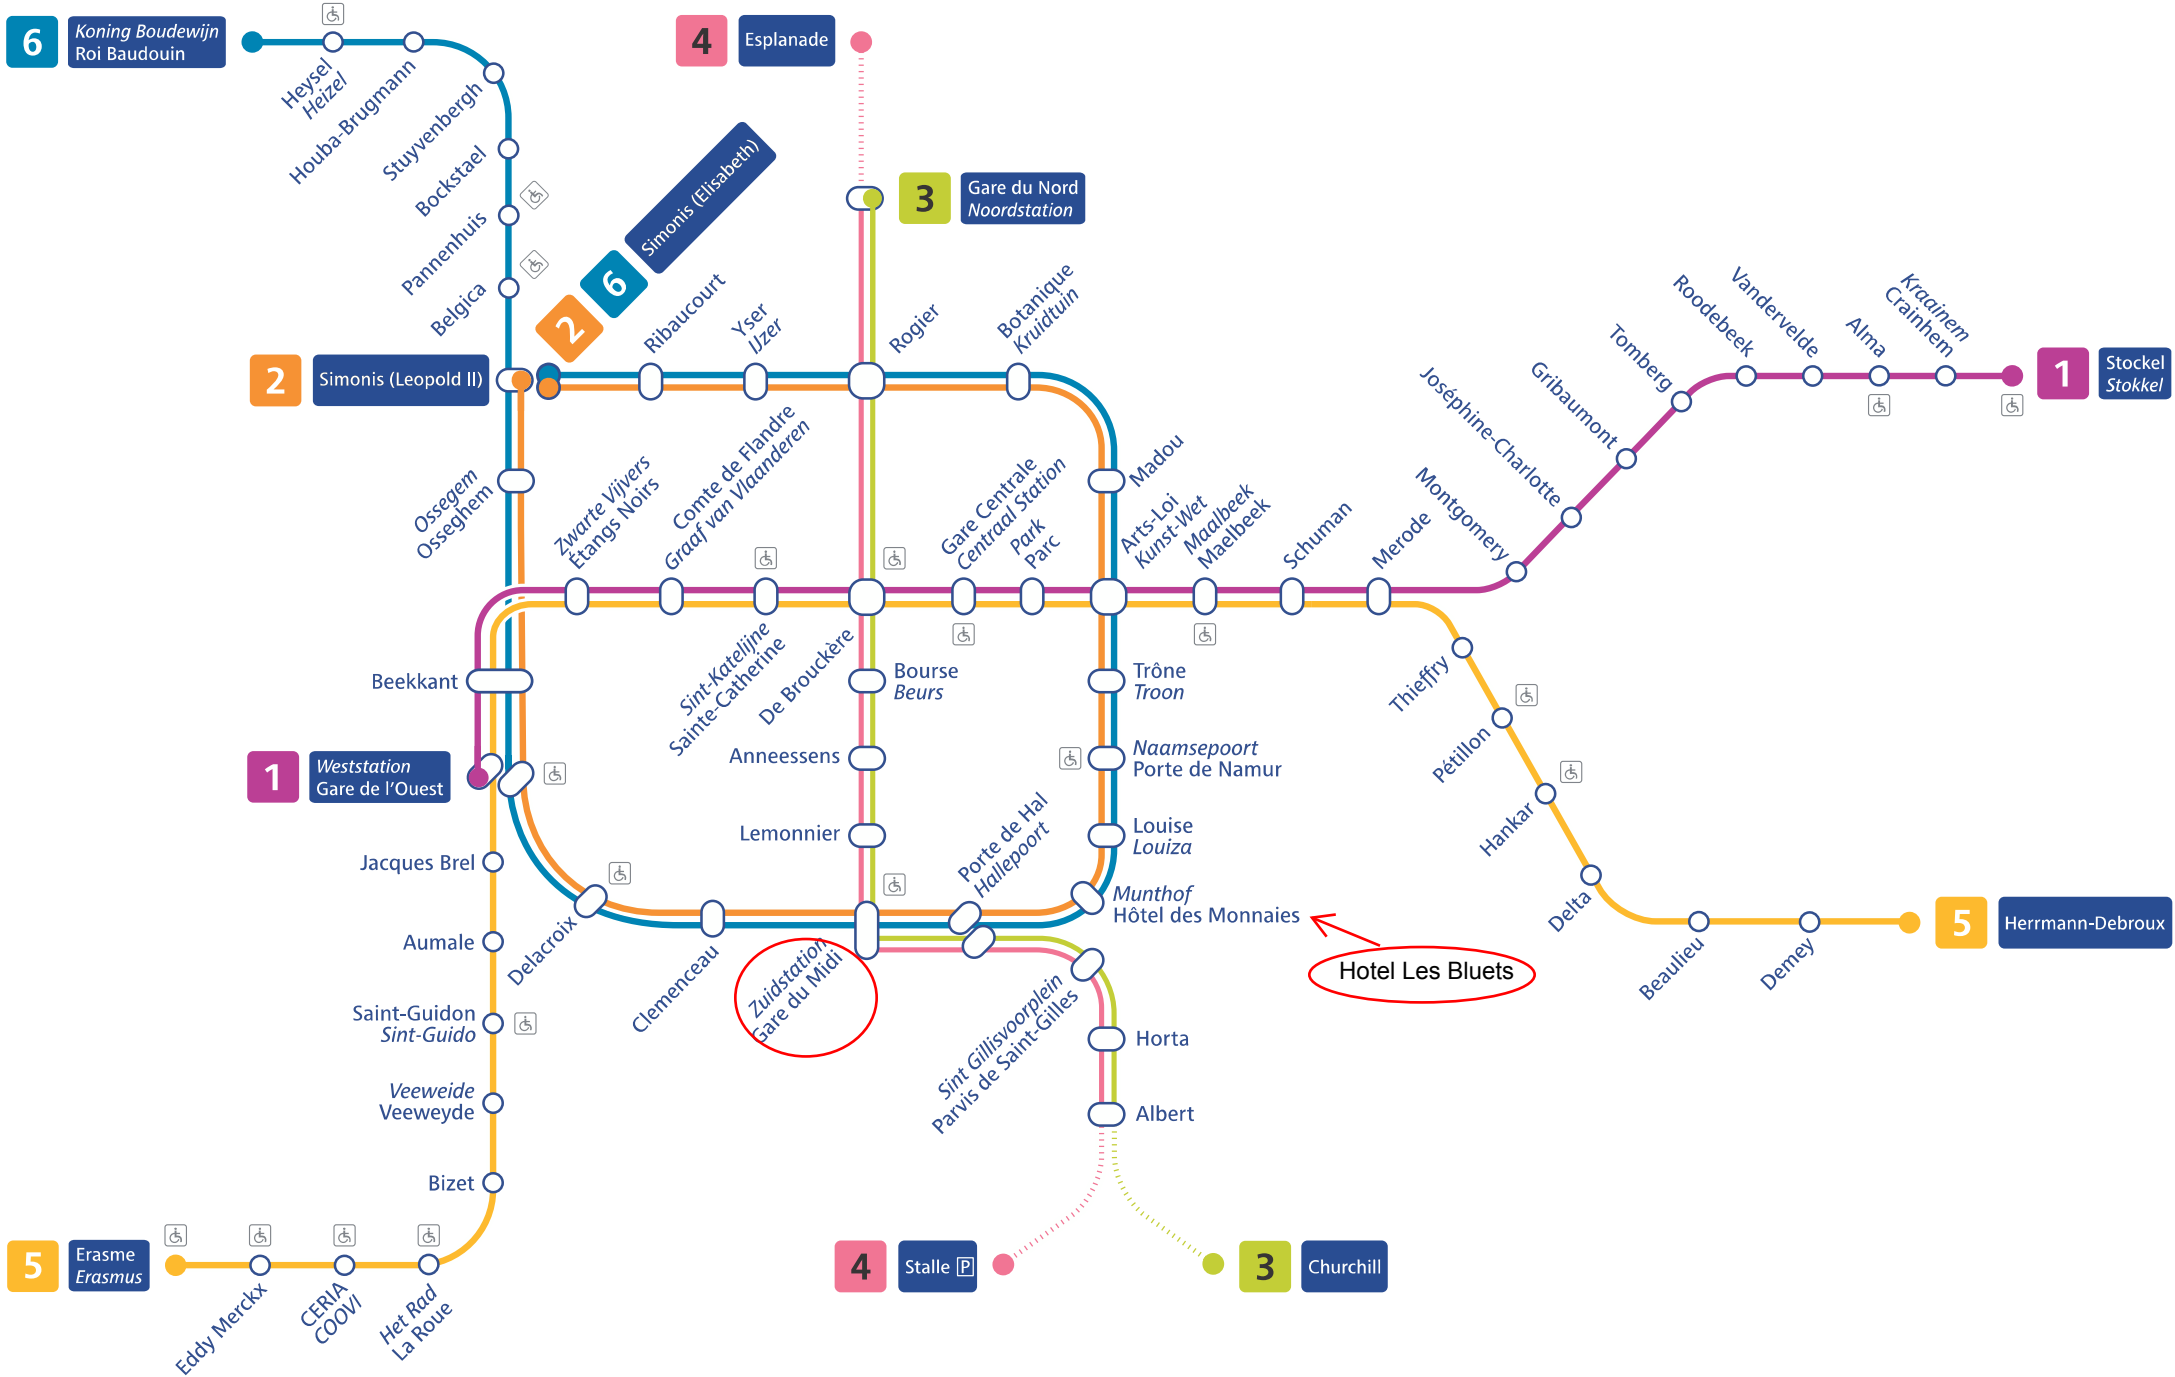 6
Koning Boudewijn
Roi Baudouin
Heysel
Heizel
Houba-Brugmann
Stuyvenbergh
Bockstael
Pannenhuis
Belgica
4
Esplanade
3
Gare du Nord
Noordstation
2
6
Simonis (Elisabeth)
2
Simonis (Leopold II)
Ribaucourt
Yser
IJzer
Rogier
Botanique
Kruidtuin
Madou
Ossegem
Osseghem
Zwarte Vijvers
Étangs Noirs
Comte de Flandre
Graaf van Vlaanderen
Sint-Katelijne
Sainte-Catherine
De Brouckère
Gare Centrale
Centraal Station
Park
Parc
Arts-Loi
Kunst-Wet
Maalbeek
Maelbeek
Schuman
Merode
Montgomery
Joséphine-Charlotte
Gribaumont
Tomberg
Roodebeek
Vandervelde
Alma
Kraainem
Crainhem
1
Stockel
Stokkel
Beekkant
1
Weststation
Gare de l'Ouest
Bourse
Beurs
Anneessens
Lemonnier
Trône
Troon
Naamsepoort
Porte de Namur
Louise
Louiza
Munthof
Hôtel des Monnaies
Hotel Les Bluets
Porte de Hal
Hallepoort
Zuidstation
Gare du Midi
Clemenceau
Delacroix
Jacques Brel
Aumale
Saint-Guidon
Sint-Guido
Veeweide
Veeweyde
Bizet
5
Erasme
Erasmus
Eddy Merckx
CERIA
COOVI
Het Rad
La Roue
Sint Gillisvoorplein
Parvis de Saint-Gilles
Horta
Albert
4
Stalle P
3
Churchill
Thieffry
Pétillon
Hankar
Delta
Beaulieu
Demey
5
Herrmann-Debroux